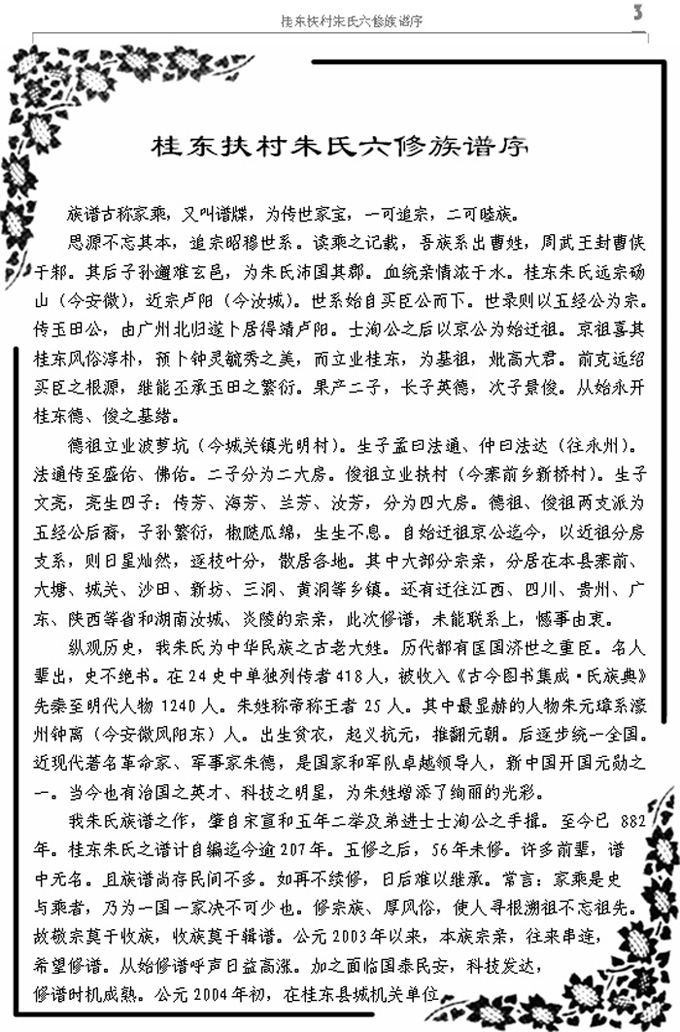 桂东扶村朱氏六修族谱序
3
桂东扶村朱氏六修族谱序
族谱古称家乘，又叫谱牒，为传世家宝，一可追宗，二可睦族。
思源不忘其本，追宗昭穆世系。读乘之记载，吾族系出曹姓，周武王封曹侠
于邾。其后子孙邂难去邑，为朱氏沛国其郡。血统亲情浓于水。桂东朱氏远宗砀
山（今安徽），近宗卢阳（今汝城）。世系始自买臣公而下。世录则以五经公为宗。
传玉田公，由广州北归遂卜居得靖卢阳。士洵公之后以京公为始迁祖。京祖喜其
桂东风俗淳朴，预卜钟灵毓秀之美，而立业桂东，为基祖，妣高大君。前克远绍
买臣之根源，继能丕承玉田之繁衍。果产二子，长子英德，次子景俊。从始永开
桂东德、俊之基绪。
德祖立业波萝坑（今城关镇光明村）。生子孟曰法通、仲曰法达（往永州）。
法通传至盛佑、佛佑。二子分为二大房。俊祖立业扶村（今寨前乡新桥村）。生子
文亮，亮生四子：传芳、海芳、兰芳、汝芳，分为四大房。德祖、俊祖两支派为
五经公后裔，子孙繁衍，椒瓞瓜绵，生生不息。自始迁祖京公迄今，以近祖分房
支系，则日星灿然，逐枝叶分，散居各地。其中大部分宗亲，分居在本县寨前、
大塘、城关、沙田、新坊、三洞、黄洞等乡镇。还有迁往江西、四川、贵州、广
东、陕西等省和湖南汝城、炎陵的宗亲，此次修谱，未能联系上，憾事由衷。
纵观历史，我朱氏为中华民族之古老大姓。历代都有匡国济世之重臣。名人
辈出，史不绝书。在24史中单独列传者418人，被收入《古今图书集成·氏族典》
先秦至明代人物 1240 人。朱姓称帝称王者 25 人。其中最显赫的人物朱元璋系濠
州钟离（今安徽凤阳东）人。出生贫农，起义抗元，推翻元朝。后逐步统一全国。
近现代著名革命家、军事家朱德，是国家和军队卓越领导人，新中国开国元勋之
一。当今也有治国之英才、科技之明星，为朱姓增添了绚丽的光彩。
我朱氏族谱之作，肇自宋宣和五年二举及弟进士士洵公之手揖。至今已 882
年。桂东朱氏之谱计自编迄今逾207年。五修之后，56年未修。许多前辈，谱
中无名。且族谱尚存民间不多。如再不续修，日后难以继承。常言：家乘是史
与乘者，乃为一国一家决不可少也。修宗族、厚风俗，使人寻根溯祖不忘祖先。
故敬宗莫于收族，收族莫于辑谱。公元2003年以来，本族宗亲，往来串连，
希望修谱。从始修谱呼声日益高涨。加之面临国泰民安，科技发达，
修谱时机成熟。公元2004年初，在桂东县城机关单位